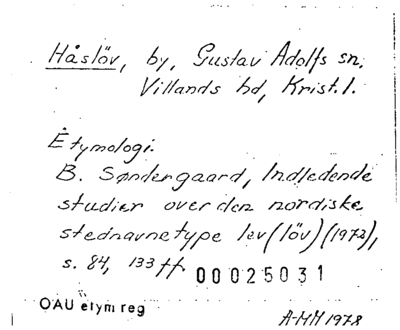 Håslöv, by, Gustav Adolfs sn.
Villands hd, Krist. l.
Etymologi.
B. Søndergaard, Indledende
studier over den nordiske
stednavnetype lev (löv) (1972),
s. 84, 133 ff
00025031
OAU etym reg
A-MM 1978